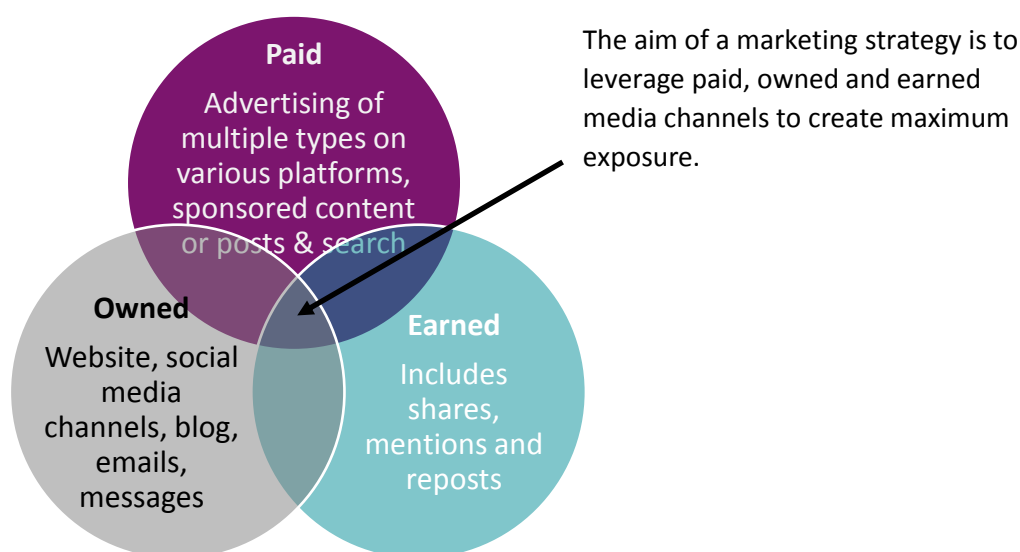 Paid
Advertising of
multiple types on
various platforms,
sponsored content
or posts & search
The aim of a marketing strategy is to
leverage paid, owned and earned
media channels to create maximum
exposure.
Owned
Website, social
media
channels, blog,
emails,
messages
Earned
Includes
shares,
mentions and
reposts